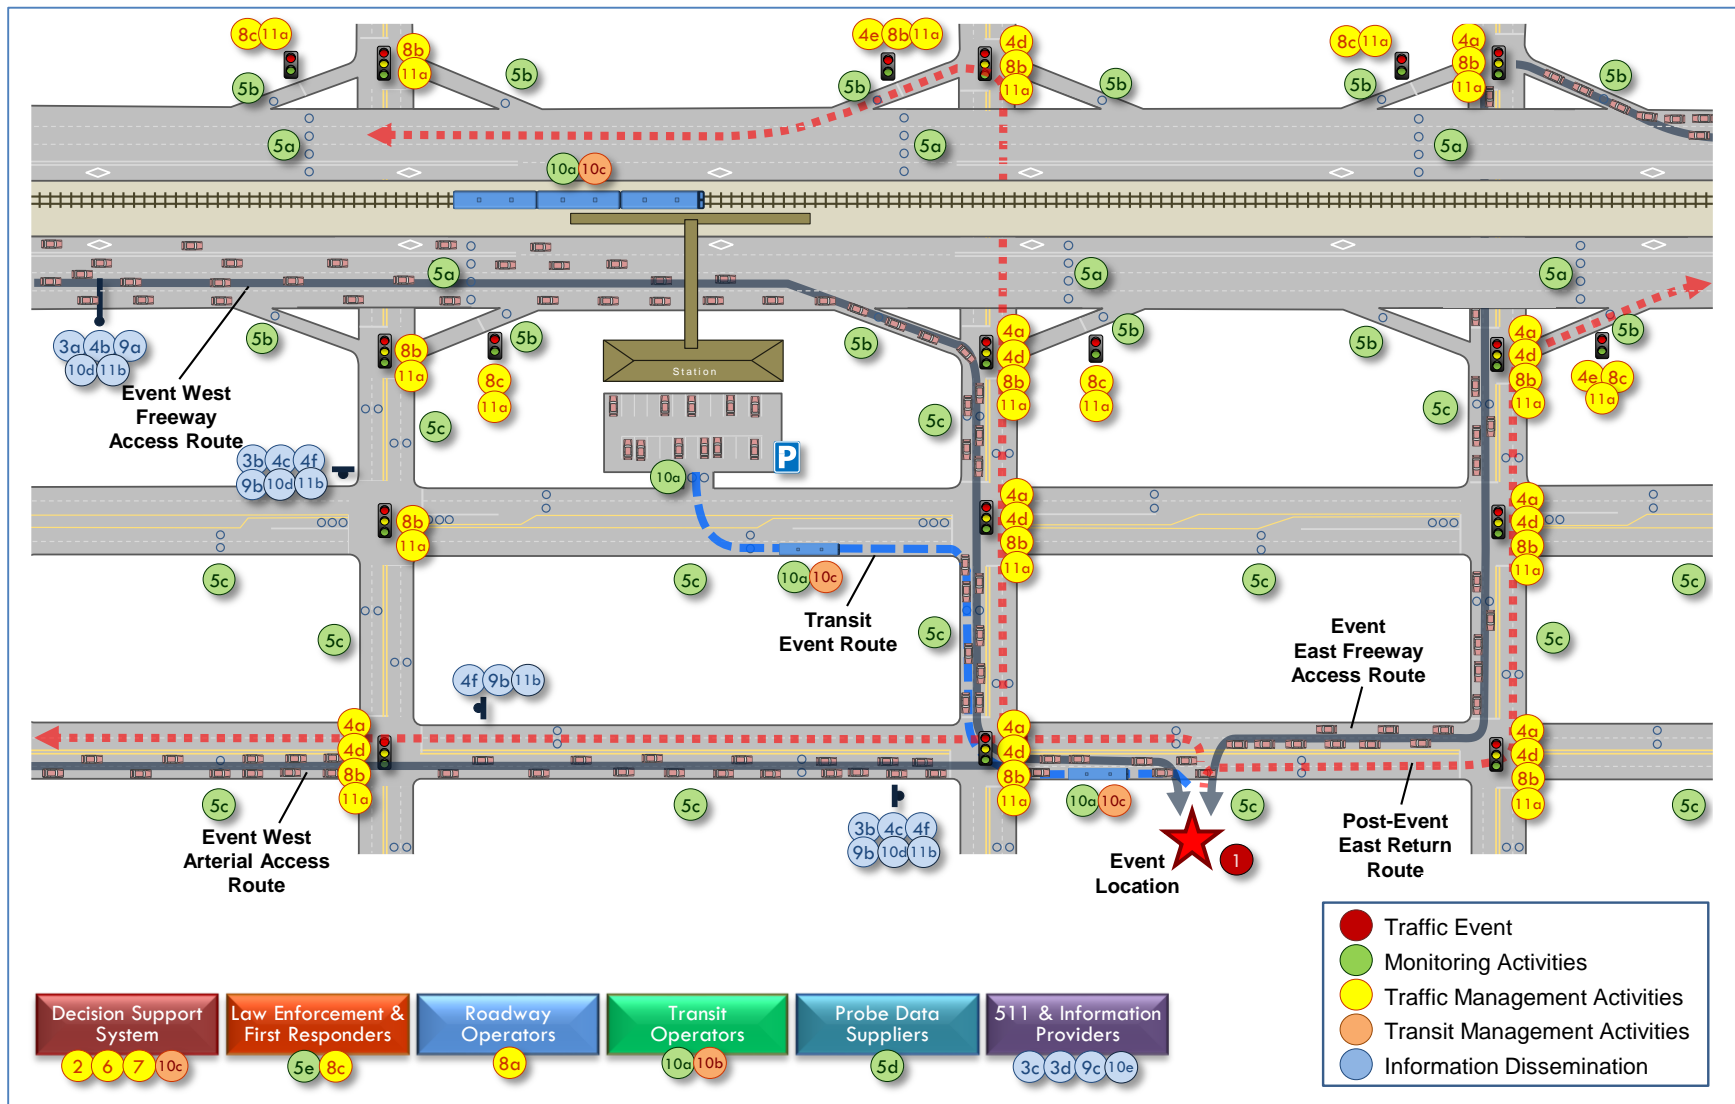 8c 11a
8b
11a
4e 8b 11a
4d
8b
11a
8c 11a
4a
8b
11a
5b
5b
5b
5b
5b
5b
5a
5a
5a
10a 10c
5a
5a
5a
3a 4b 9a
10d 11b
Event West
Freeway
Access Route
5b
8b
11a
5b
8c
11a
Station
P
5b
4a
4d
8b
11a
5b
8c
11a
5b
4a
4d
8b
11a
5b
4e 8c
11a
5c
5c
5c
3b 4c 4f
9b 10d 11b
8b
11a
10a
4a
4d
8b
11a
4a
4d
8b
11a
5c
5c
10a 10c
5c
5c
Transit
Event Route
5c
5c
5c
Event
East Freeway
Access Route
4f 9b 11b
4a
4d
8b
11a
4a
4d
8b
11a
4a
4d
8b
11a
5c
5c
10a 10c
5c
5c
Event West
Arterial Access
Route
3b 4c 4f
9b 10d 11b
Event
Location
1
Post-Event
East Return
Route
Traffic Event
Monitoring Activities
Traffic Management Activities
Transit Management Activities
Information Dissemination
Decision Support
System
2 6 7 10c
Law Enforcement &
First Responders
5e 8c
Roadway
Operators
8a
Transit
Operators
10a 10b
Probe Data
Suppliers
5d
511 & Information
Providers
3c 3d 9c 10e